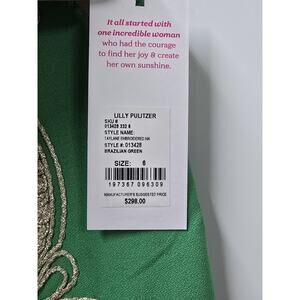 It all started with
one incredible woman
who had the courage
to find her joy & create
her own sunshine.
LILLY PULITZER
SKU #
013428 332 6
STYLE NAME:
TAYLANE EMBROIDERED MA
STYLE #: 013428
BRAZILIAN GREEN
SIZE: 6
197367 096309
MANUFACTURER'S SUGGESTED PRICE
$298.00